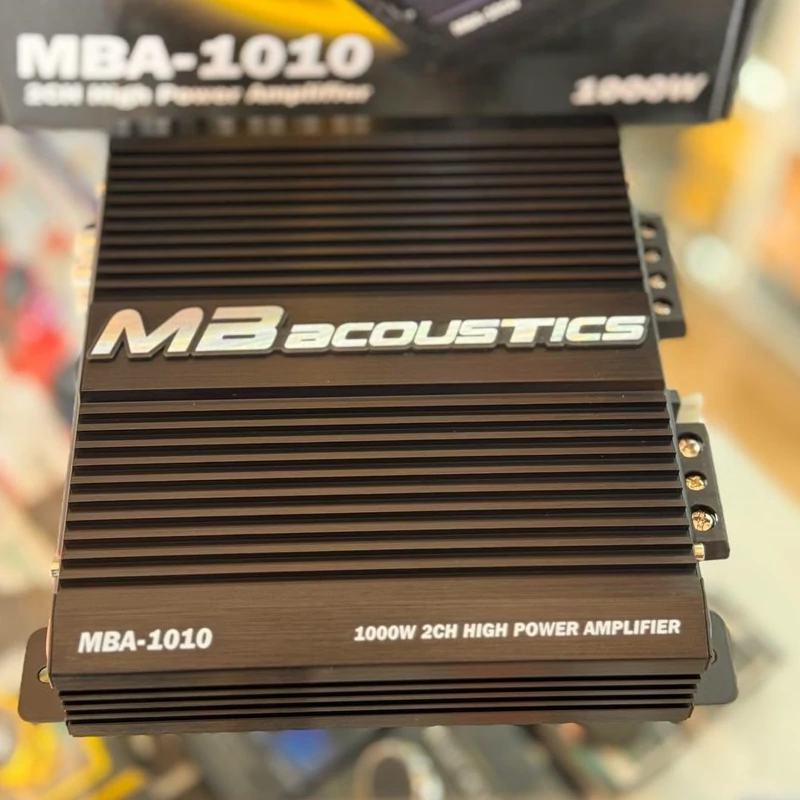 MBA-1010
2CH High Power Amplifier
1000W
MB acoustics
MBA-1010
1000W 2CH HIGH POWER AMPLIFIER